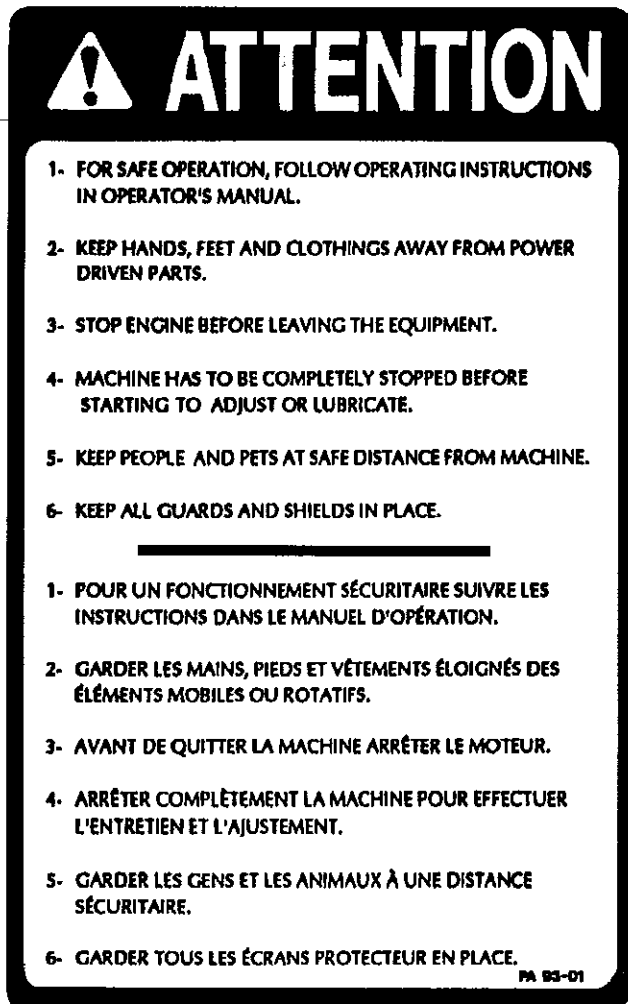 ATTENTION
1- FOR SAFE OPERATION, FOLLOW OPERATING INSTRUCTIONS
IN OPERATOR'S MANUAL.
2- KEEP HANDS, FEET AND CLOTHINGS AWAY FROM POWER
DRIVEN PARTS.
3- STOP ENGINE BEFORE LEAVING THE EQUIPMENT.
4- MACHINE HAS TO BE COMPLETELY STOPPED BEFORE
STARTING TO ADJUST OR LUBRICATE.
5- KEEP PEOPLE AND PETS AT SAFE DISTANCE FROM MACHINE.
6- KEEP ALL GUARDS AND SHIELDS IN PLACE.
1- POUR UN FONCTIONNEMENT SÉCURITAIRE SUIVRE LES
INSTRUCTIONS DANS LE MANUEL D'OPÉRATION.
2- GARDER LES MAINS, PIEDS ET VÊTEMENTS ÉLOIGNÉS DES
ÉLÉMENTS MOBILES OU ROTATIFS.
3- AVANT DE QUITTER LA MACHINE ARRÊTER LE MOTEUR.
4- ARRÊTER COMPLÈTEMENT LA MACHINE POUR EFFECTUER
L'ENTRETIEN ET L'AJUSTEMENT.
5- GARDER LES GENS ET LES ANIMAUX À UNE DISTANCE
SÉCURITAIRE.
6- GARDER TOUS LES ÉCRANS PROTECTEUR EN PLACE.
PA 93-01